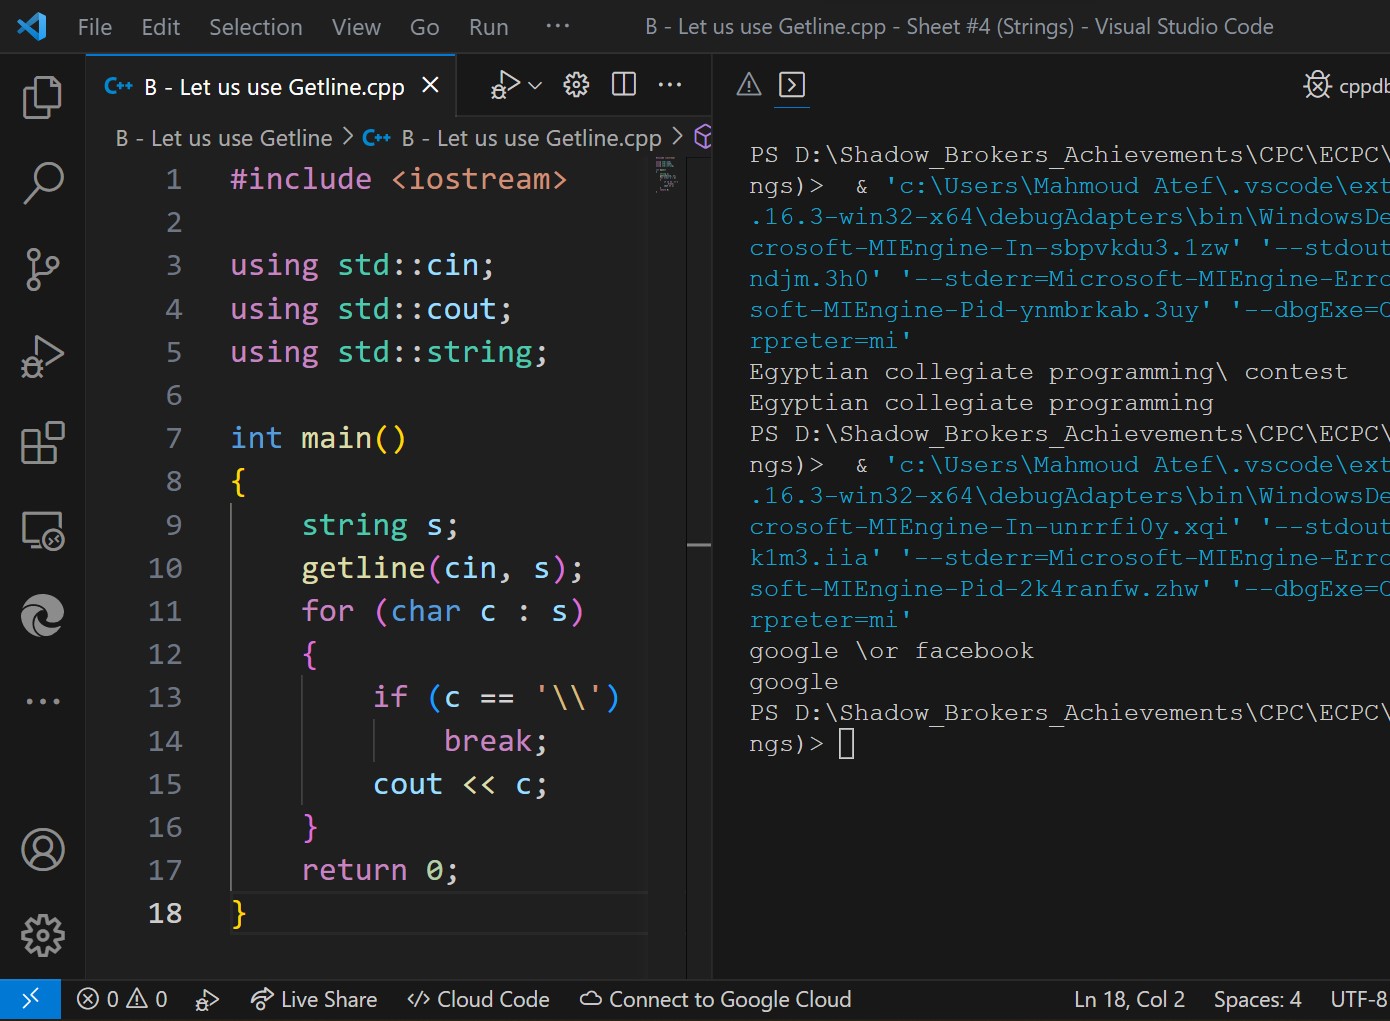 File Edit Selection View Go Run ··· B - Let us use Getline.cpp - Sheet #4 (Strings) - Visual Studio Code
C++ B - Let us use Getline.cpp
B - Let us use Getline > C++ B - Let us use Getline.cpp >
1 #include <iostream>
2
3 using std::cin;
4 using std::cout;
5 using std::string;
6
7 int main()
8 {
9 string s;
10 getline(cin, s);
11 for (char c : s)
12 {
13 if (c == '\\')
14 break;
15 cout << c;
16 }
17 return 0;
18 }
cppdb
PS D:\Shadow_Brokers_Achievements\CPC\ECPC\
ngs)> & 'c:\Users\Mahmoud Atef\.vscode\ext
.16.3-win32-x64\debugAdapters\bin\WindowsDe
crosoft-MIEngine-In-sbpvkdu3.1zw' '--stdout
ndjm.3h0' '--stderr=Microsoft-MIEngine-Erro
soft-MIEngine-Pid-ynmbrkab.3uy' '--dbgExe=C
rpreter=mi'
Egyptian collegiate programming\ contest
Egyptian collegiate programming
PS D:\Shadow_Brokers_Achievements\CPC\ECPC\
ngs)> & 'c:\Users\Mahmoud Atef\.vscode\ext
.16.3-win32-x64\debugAdapters\bin\WindowsDe
crosoft-MIEngine-In-unrrfi0y.xqi' '--stdout
k1m3.iia' '--stderr=Microsoft-MIEngine-Erro
soft-MIEngine-Pid-2k4ranfw.zhw' '--dbgExe=C
rpreter=mi'
google \or facebook
google
PS D:\Shadow_Brokers_Achievements\CPC\ECPC\
ngs)>
0 0 Live Share Cloud Code Connect to Google Cloud Ln 18, Col 2 Spaces: 4 UTF-8